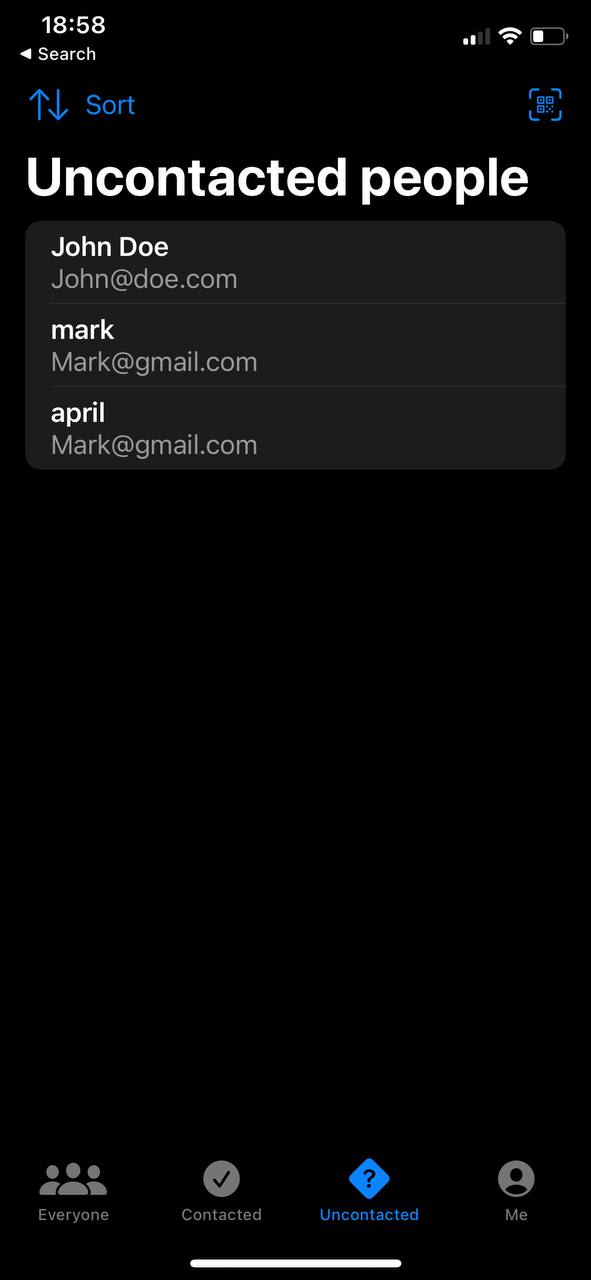 18:58
Search
Sort
Uncontacted people
John Doe
John@doe.com
mark
Mark@gmail.com
april
Mark@gmail.com
Everyone
Contacted
?
Uncontacted
Me